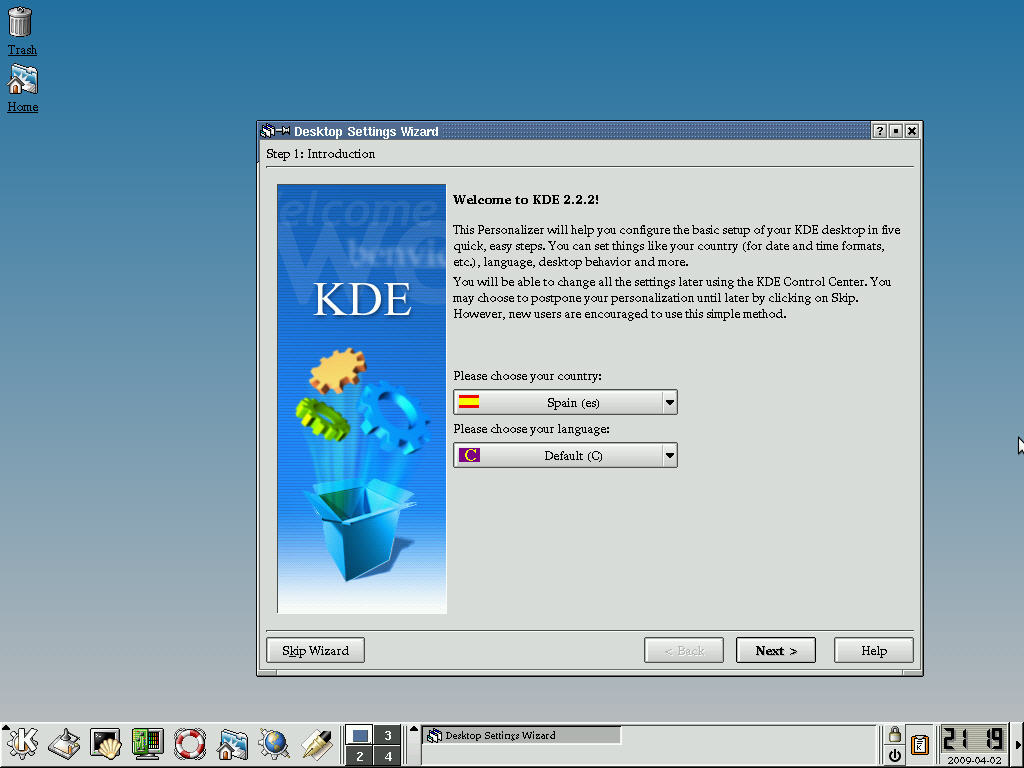 Trash
Home
Desktop Settings Wizard
Step 1: Introduction
elcome
benvi
KDE
Welcome to KDE 2.2.2!
This Personalizer will help you configure the basic setup of your KDE desktop in five
quick, easy steps. You can set things like your country (for date and time formats,
etc.), language, desktop behavior and more.
You will be able to change all the settings later using the KDE Control Center. You
may choose to postpone your personalization until later by clicking on Skip.
However, new users are encouraged to use this simple method.
Please choose your country:
Spain (es)
Please choose your language:
C Default (C)
Skip Wizard
< Back
Next >
Help
K
3
2 4
Desktop Settings Wizard
21 19
2009-04-02